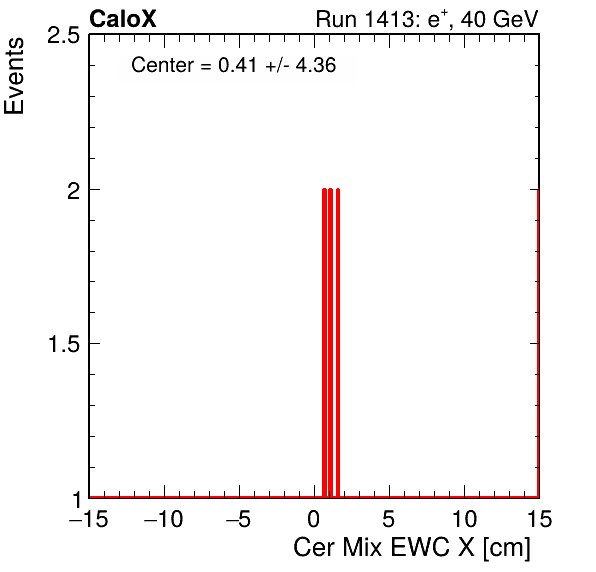 CaloX Run 1413: e⁺, 40 GeV
Center = 0.41 +/- 4.36
Events
2.5
2
1.5
1
−15 −10 −5 0 5 10 15
Cer Mix EWC X [cm]